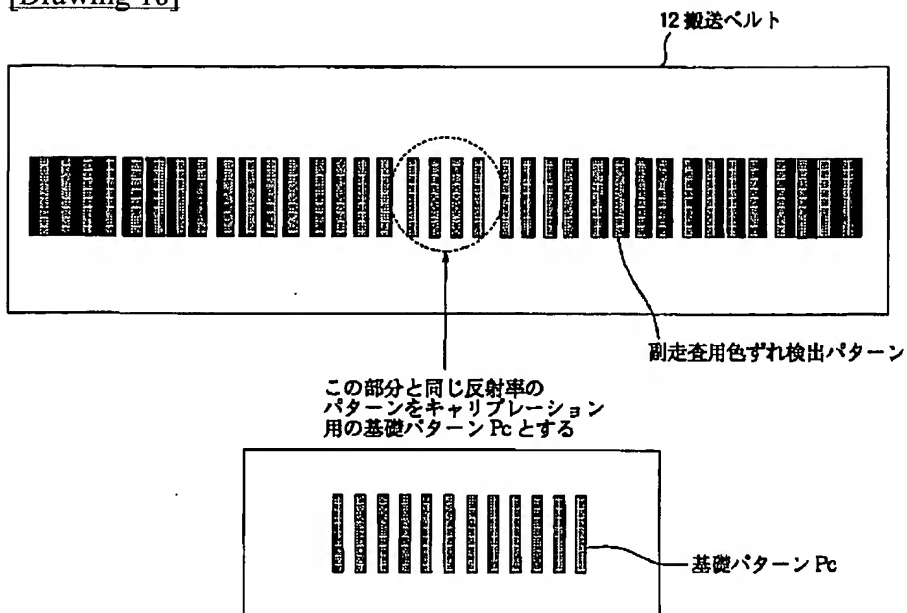 [Drawing 10]
12 搬送ベルト
副走査用色ずれ検出パターン
この部分と同じ反射率の
パターンをキャリブレーション
用の基礎パターン Pc とする
基礎パターン Pc